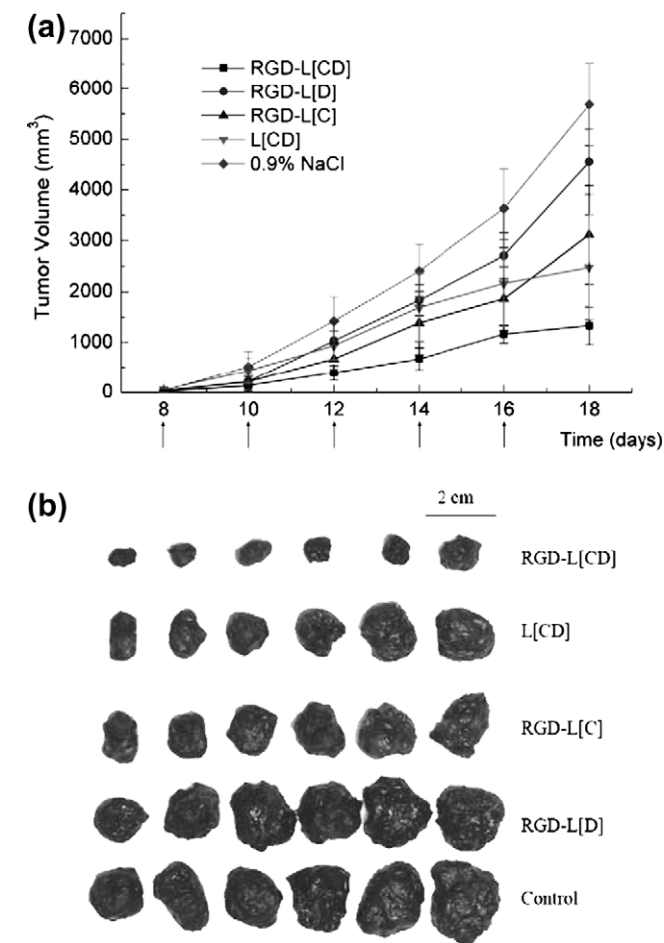 (a)
7000
6000
5000
4000
3000
2000
1000
0
Tumor Volume (mm³)
RGD-L[CD]
RGD-L[D]
RGD-L[C]
L[CD]
0.9% NaCl
8 10 12 14 16 18
Time (days)
(b)
2 cm
RGD-L[CD]
L[CD]
RGD-L[C]
RGD-L[D]
Control